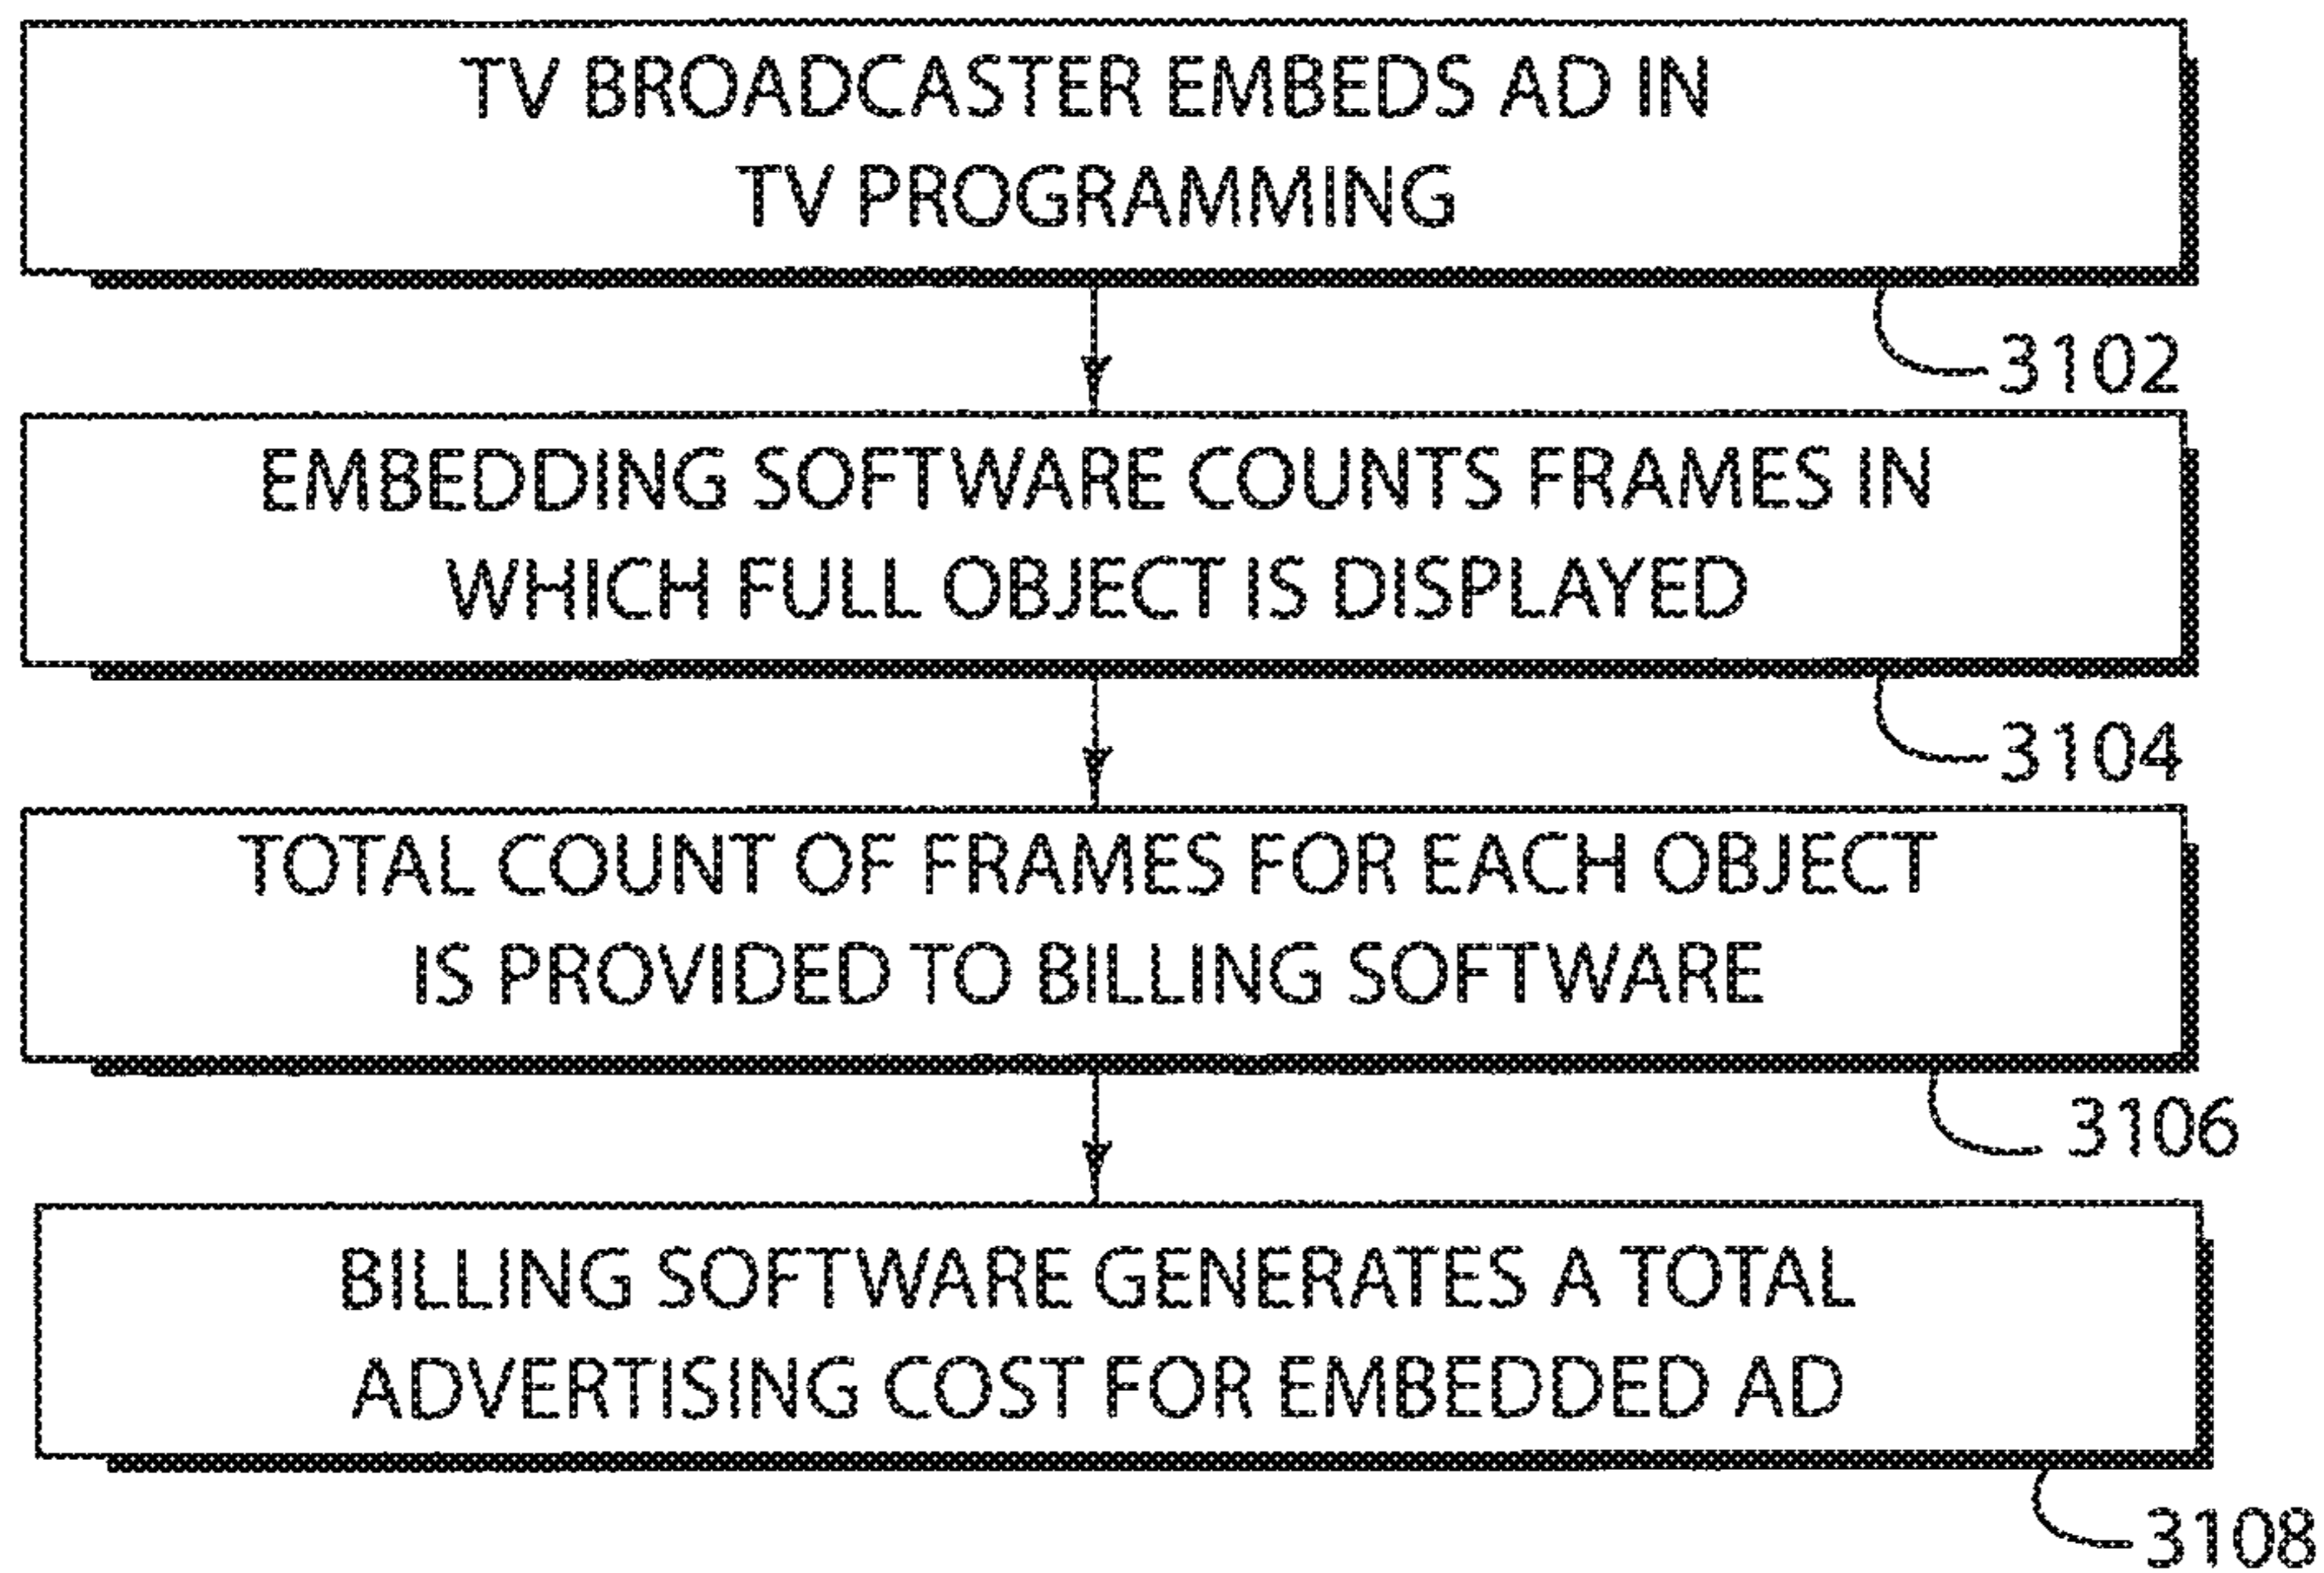 TV BROADCASTER EMBEDS AD IN
TV PROGRAMMING
3102
EMBEDDING SOFTWARE COUNTS FRAMES IN
WHICH FULL OBJECT IS DISPLAYED
3104
TOTAL COUNT OF FRAMES FOR EACH OBJECT
IS PROVIDED TO BILLING SOFTWARE
3106
BILLING SOFTWARE GENERATES A TOTAL
ADVERTISING COST FOR EMBEDDED AD
3108